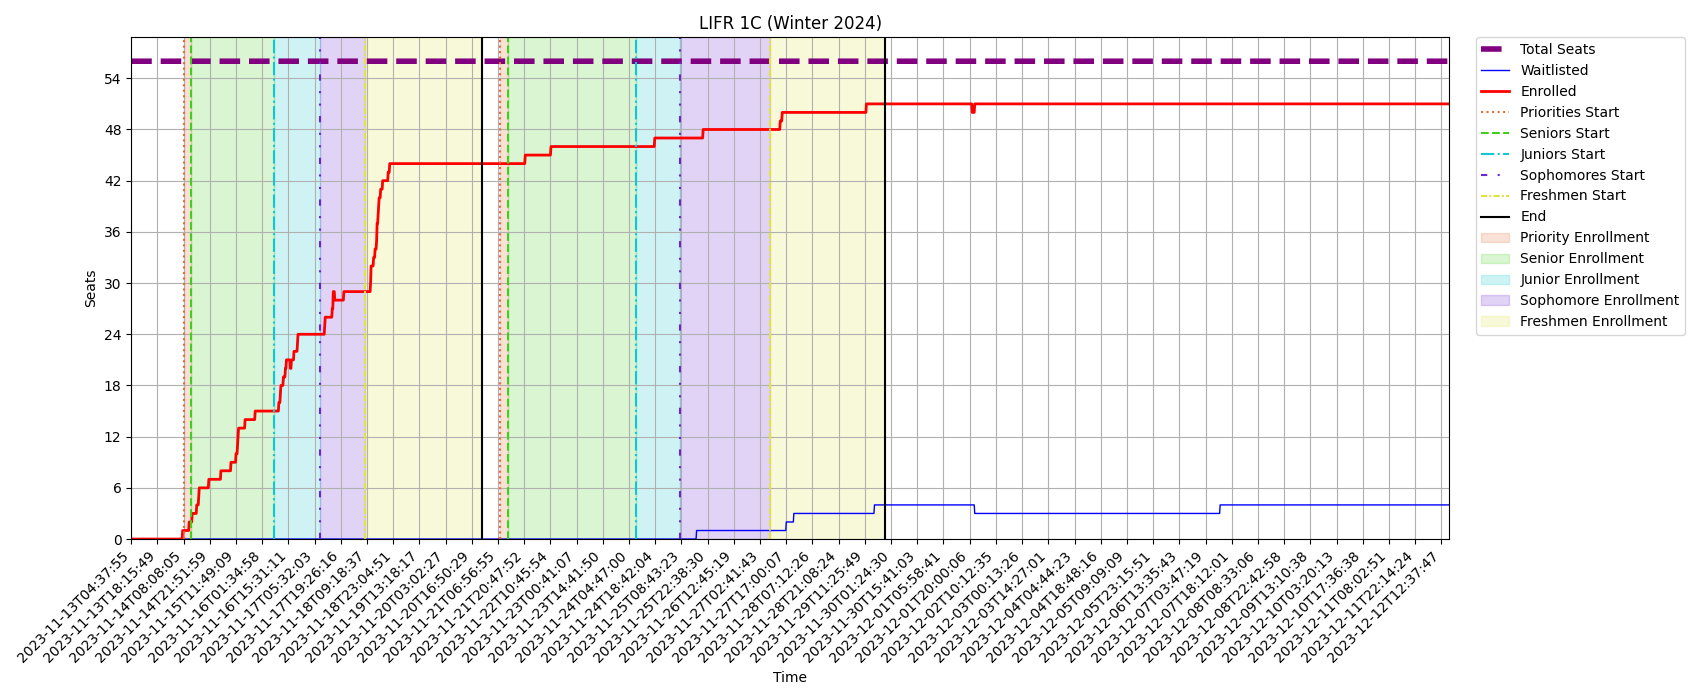 LIFR 1C (Winter 2024)
Seats
54
48
42
36
30
24
18
12
6
0
2023-11-13T04:37:55
2023-11-13T18:15:49
2023-11-14T08:08:05
2023-11-14T21:51:59
2023-11-15T11:49:09
2023-11-16T01:34:58
2023-11-16T15:31:11
2023-11-17T05:32:03
2023-11-17T19:26:16
2023-11-18T09:18:37
2023-11-18T23:04:51
2023-11-19T13:18:17
2023-11-20T03:02:27
2023-11-20T16:50:29
2023-11-21T06:56:55
2023-11-21T20:47:52
2023-11-22T10:45:54
2023-11-23T00:41:07
2023-11-23T14:41:50
2023-11-24T04:47:00
2023-11-24T18:42:04
2023-11-25T08:43:23
2023-11-25T22:38:30
2023-11-26T12:45:19
2023-11-27T02:41:43
2023-11-27T17:00:07
2023-11-28T07:12:26
2023-11-28T21:08:24
2023-11-29T11:25:49
2023-11-30T01:24:30
2023-11-30T15:41:03
2023-12-01T05:58:41
2023-12-01T20:00:06
2023-12-02T10:12:35
2023-12-03T00:13:26
2023-12-03T14:27:01
2023-12-04T04:44:23
2023-12-04T18:48:16
2023-12-05T09:09:09
2023-12-05T23:15:51
2023-12-06T13:35:43
2023-12-07T03:47:19
2023-12-07T18:12:01
2023-12-08T08:33:06
2023-12-08T22:42:58
2023-12-09T13:10:38
2023-12-10T03:20:13
2023-12-10T17:36:38
2023-12-11T08:02:51
2023-12-11T22:14:24
2023-12-12T12:37:47
Time
Total Seats
Waitlisted
Enrolled
Priorities Start
Seniors Start
Juniors Start
Sophomores Start
Freshmen Start
End
Priority Enrollment
Senior Enrollment
Junior Enrollment
Sophomore Enrollment
Freshmen Enrollment